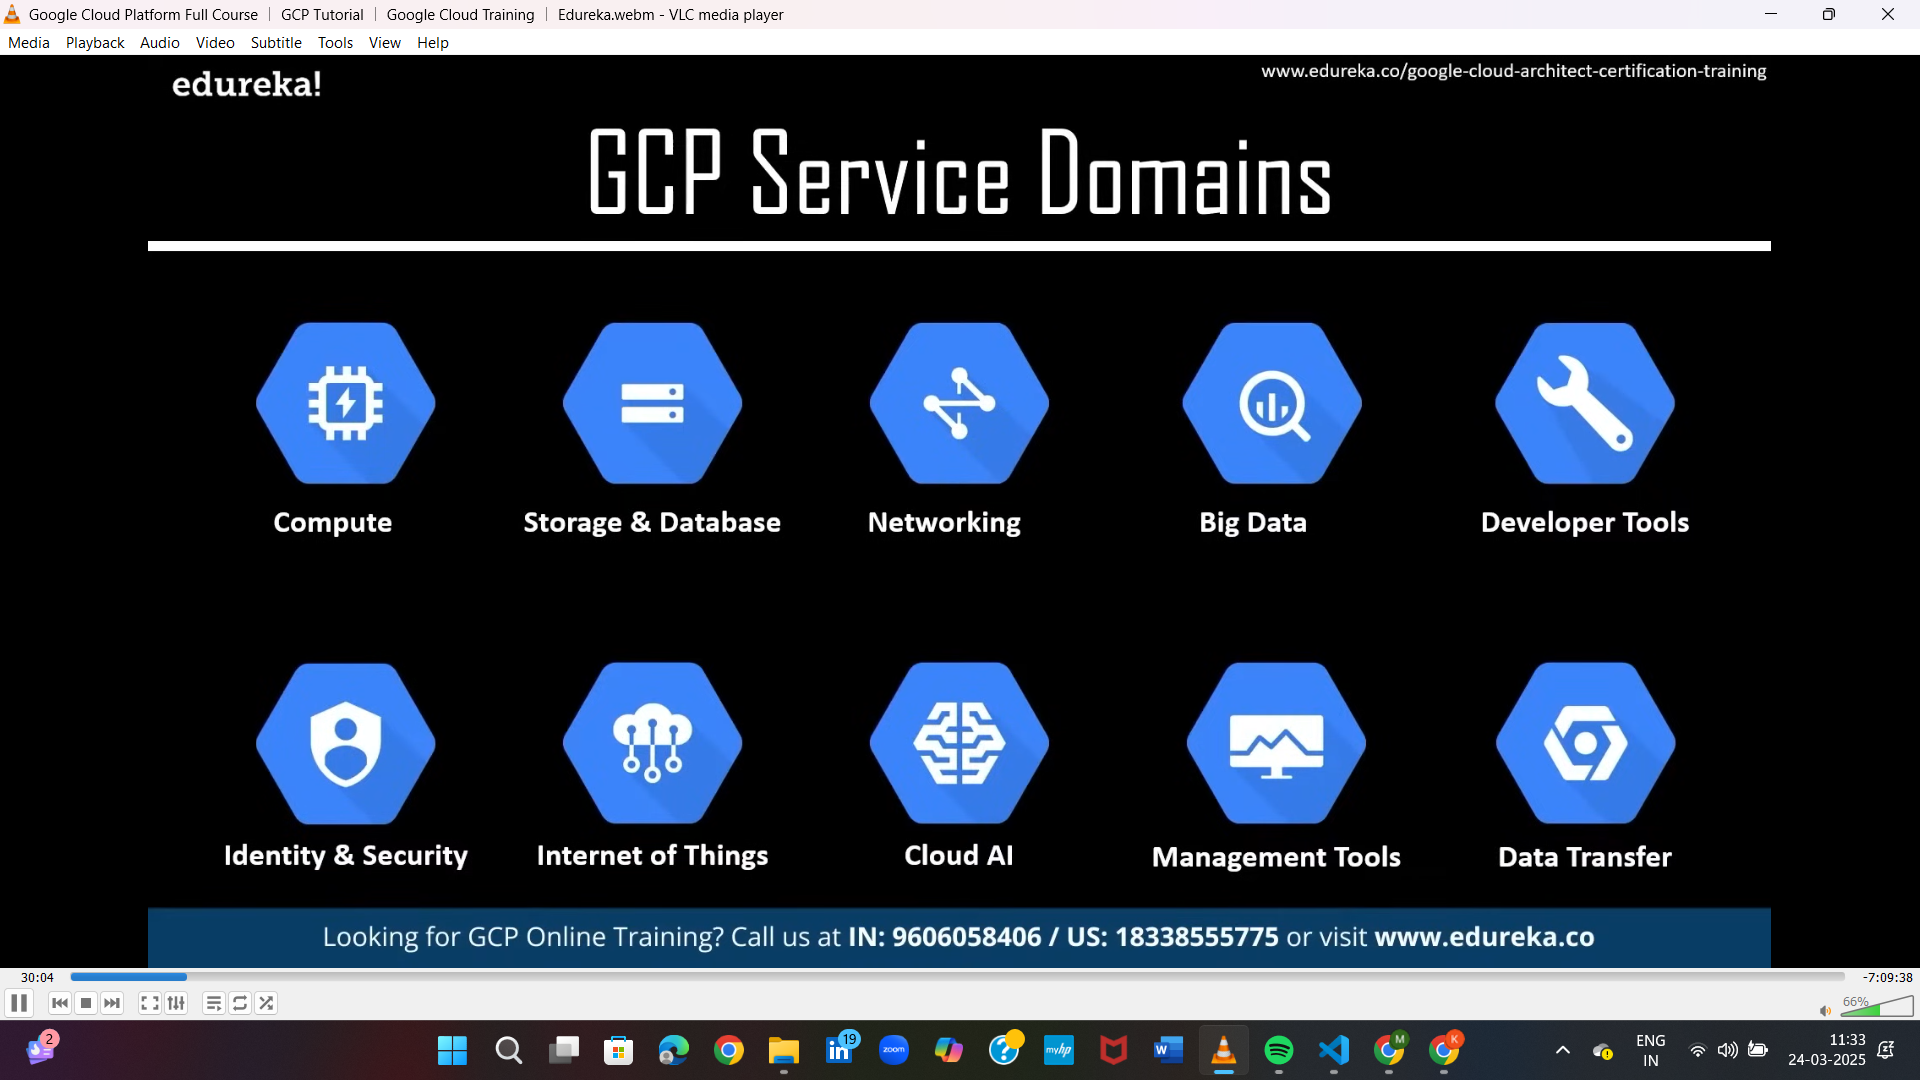 Google Cloud Platform Full Course | GCP Tutorial | Google Cloud Training | Edureka.webm - VLC media player
Media Playback Audio Video Subtitle Tools View Help
edureka!
www.edureka.co/google-cloud-architect-certification-training
GCP Service Domains
Compute
Storage & Database
Networking
Big Data
Developer Tools
Identity & Security
Internet of Things
Cloud AI
Management Tools
Data Transfer
Looking for GCP Online Training? Call us at IN: 9606058406 / US: 18338555775 or visit www.edureka.co
30:04
-7:09:38
66%
2
19
zoom
myhp
W
M
K
ENG
IN
11:33
24-03-2025